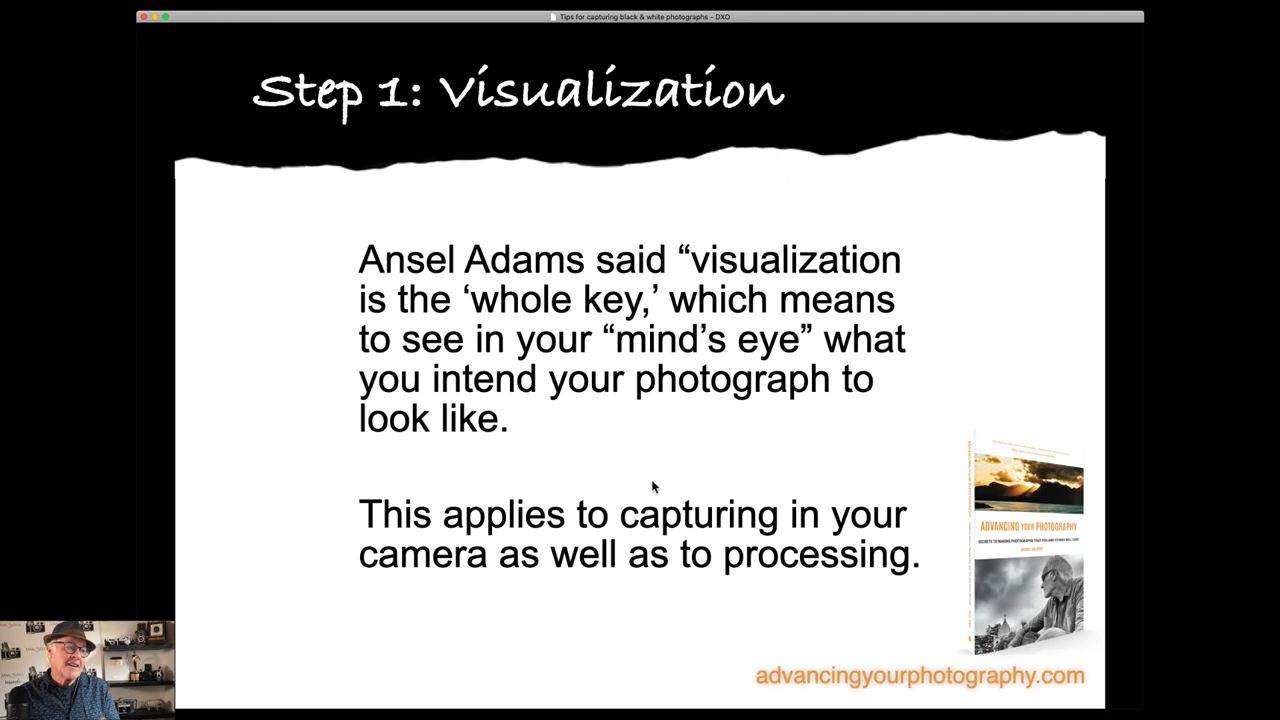 Tips for capturing black & white photographs - DXO
Step 1: Visualization
Ansel Adams said “visualization
is the ‘whole key,’ which means
to see in your “mind’s eye” what
you intend your photograph to
look like.
This applies to capturing in your
camera as well as to processing.
ADVANCING YOUR PHOTOGRAPHY
SECRETS TO MAKING PHOTOGRAPHS THAT YOU AND OTHERS WILL LOVE
advancingyourphotography.com